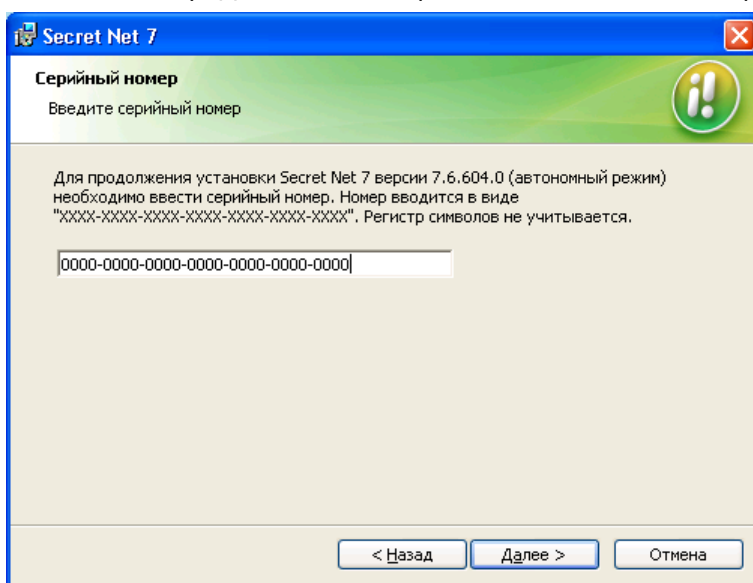 Secret Net 7
Серийный номер
Введите серийный номер
Для продолжения установки Secret Net 7 версии 7.6.604.0 (автономный режим)
необходимо ввести серийный номер. Номер вводится в виде
"XXXX-XXXX-XXXX-XXXX-XXXX-XXXX-XXXX". Регистр символов не учитывается.
0000-0000-0000-0000-0000-0000-0000
< Назад
Далее >
Отмена